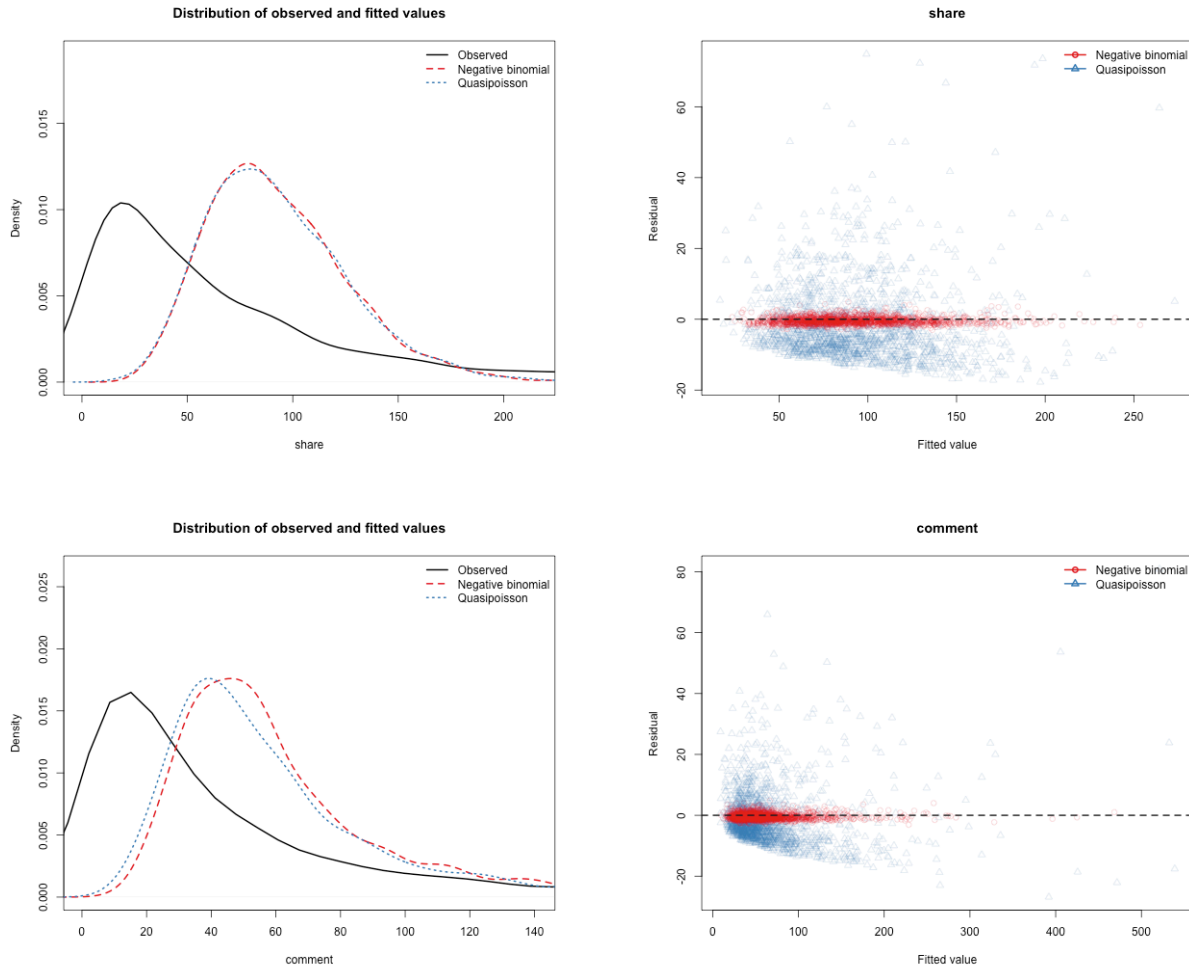 Distribution of observed and fitted values
Observed
Negative binomial
Quasipoisson
Density
0.015
0.010
0.005
0.000
0 50 100 150 200
share
share
Negative binomial
Quasipoisson
Residual
60
40
20
0
-20
50 100 150 200 250
Fitted value
Distribution of observed and fitted values
Observed
Negative binomial
Quasipoisson
Density
0.025
0.020
0.015
0.010
0.005
0.000
0 20 40 60 80 100 120 140
comment
comment
Negative binomial
Quasipoisson
Residual
80
60
40
20
0
-20
0 100 200 300 400 500
Fitted value